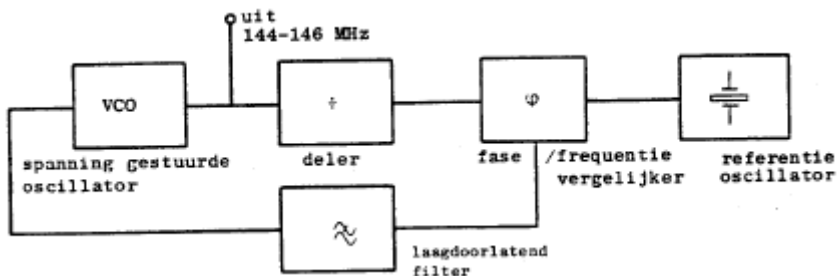 uit
144-146 MHz
VCO
÷
φ
spanning gestuurde
oscillator
deler
fase /frequentie
vergelijker
referentie
oscillator
laagdoorlatend
filter